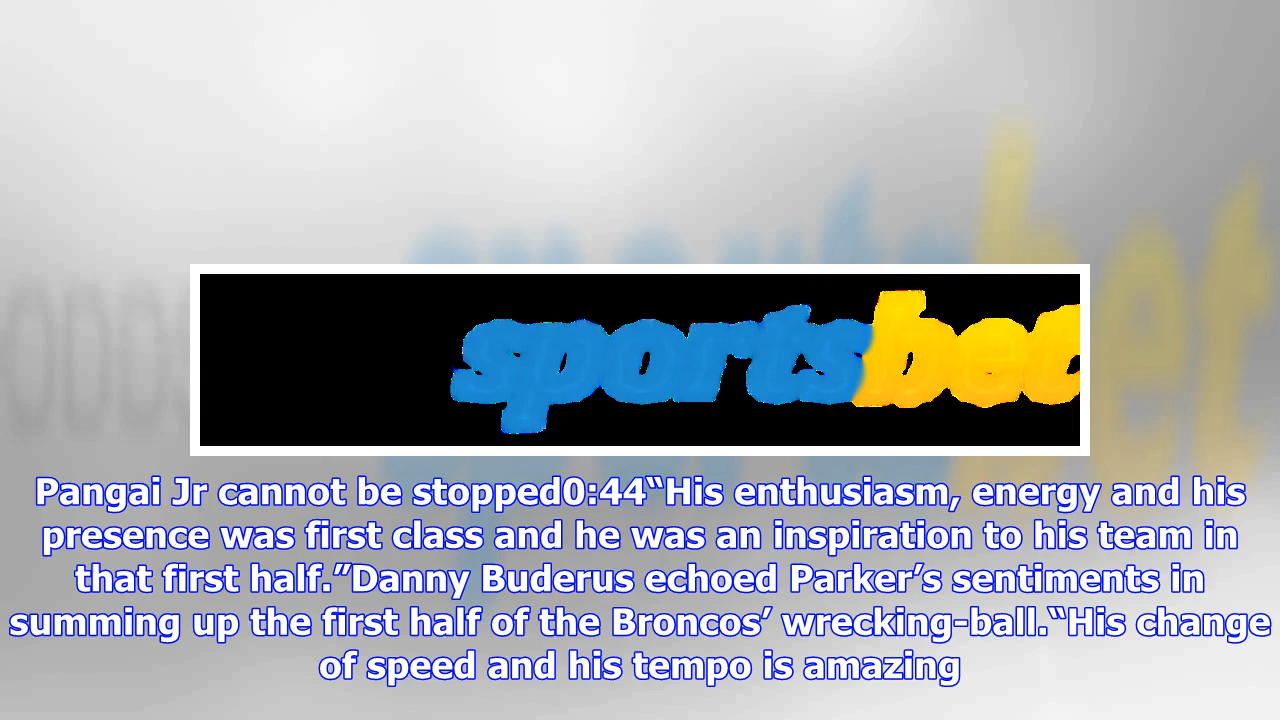 sportsbet
Pangai Jr cannot be stopped0:44“His enthusiasm, energy and his
presence was first class and he was an inspiration to his team in
that first half.”Danny Buderus echoed Parker’s sentiments in
summing up the first half of the Broncos’ wrecking-ball.“His change
of speed and his tempo is amazing